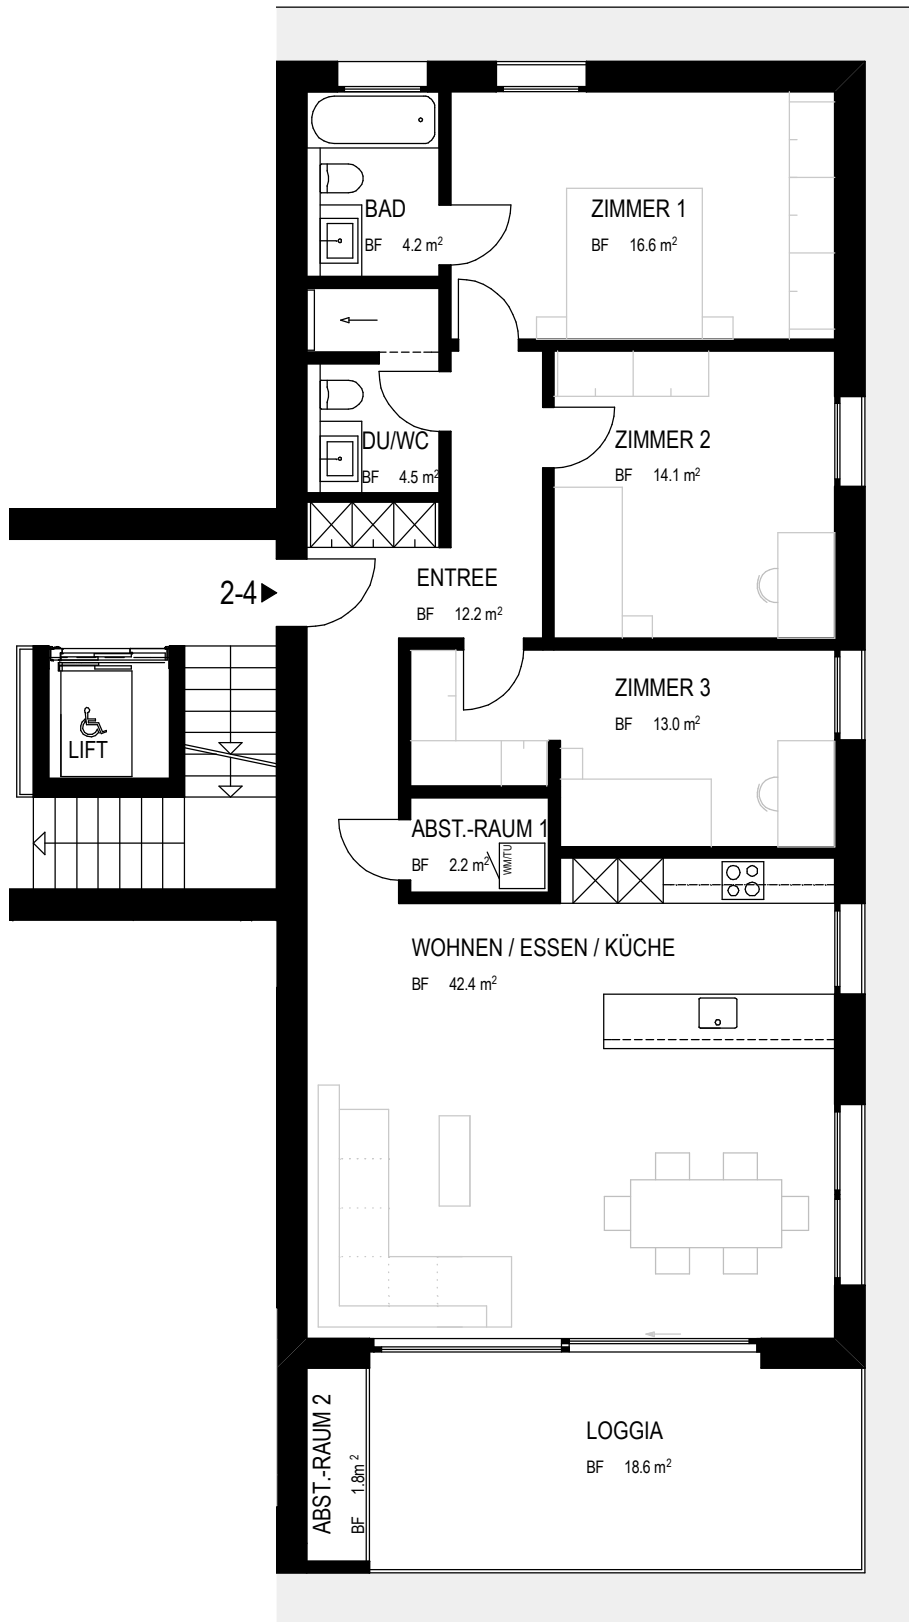 BAD
BF 4.2 m²
ZIMMER 1
BF 16.6 m²
DU/WC
BF 4.5 m²
ZIMMER 2
BF 14.1 m²
2-4
ENTREE
BF 12.2 m²
LIFT
ZIMMER 3
BF 13.0 m²
ABST.-RAUM 1
BF 2.2 m²
WM/TU
WOHNEN / ESSEN / KÜCHE
BF 42.4 m²
ABST.-RAUM 2
BF 1.8m²
LOGGIA
BF 18.6 m²